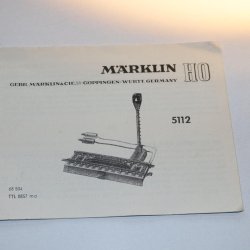 MÄRKLIN HO
GEBR. MÄRKLIN & CIE. GMBH GÖPPINGEN/WÜRTT. GERMANY
5112